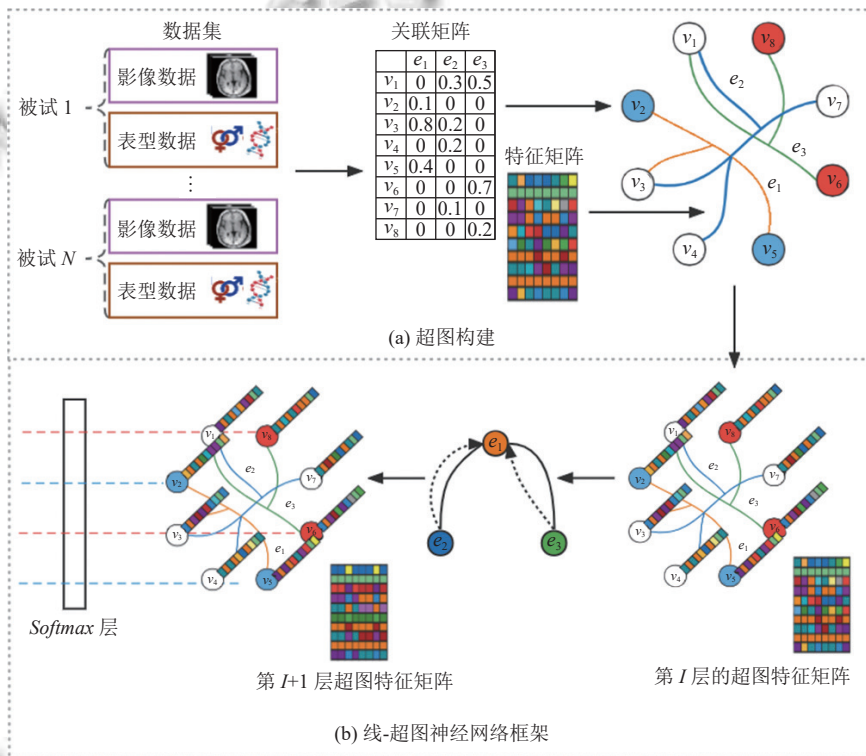 数据集
被试 1
影像数据
表型数据
⋮
被试 N
影像数据
表型数据
关联矩阵
e₁ e₂ e₃
v₁ 0 0.3 0.5
v₂ 0.1 0 0
v₃ 0.8 0.2 0
v₄ 0 0.2 0
v₅ 0.4 0 0
v₆ 0 0 0.7
v₇ 0 0.1 0
v₈ 0 0 0.2
特征矩阵
v₁
v₈
e₂
v₇
v₂
e₃
v₃
e₁
v₆
v₄
v₅
(a) 超图构建
Softmax 层
v₁
v₈
e₂
v₇
v₂
e₃
v₃
v₆
e₁
v₄
v₅
第 I+1 层超图特征矩阵
e₁
e₂
e₃
v₁
v₈
e₂
v₇
v₂
e₃
v₃
v₆
e₁
v₄
v₅
第 I 层的超图特征矩阵
(b) 线-超图神经网络框架